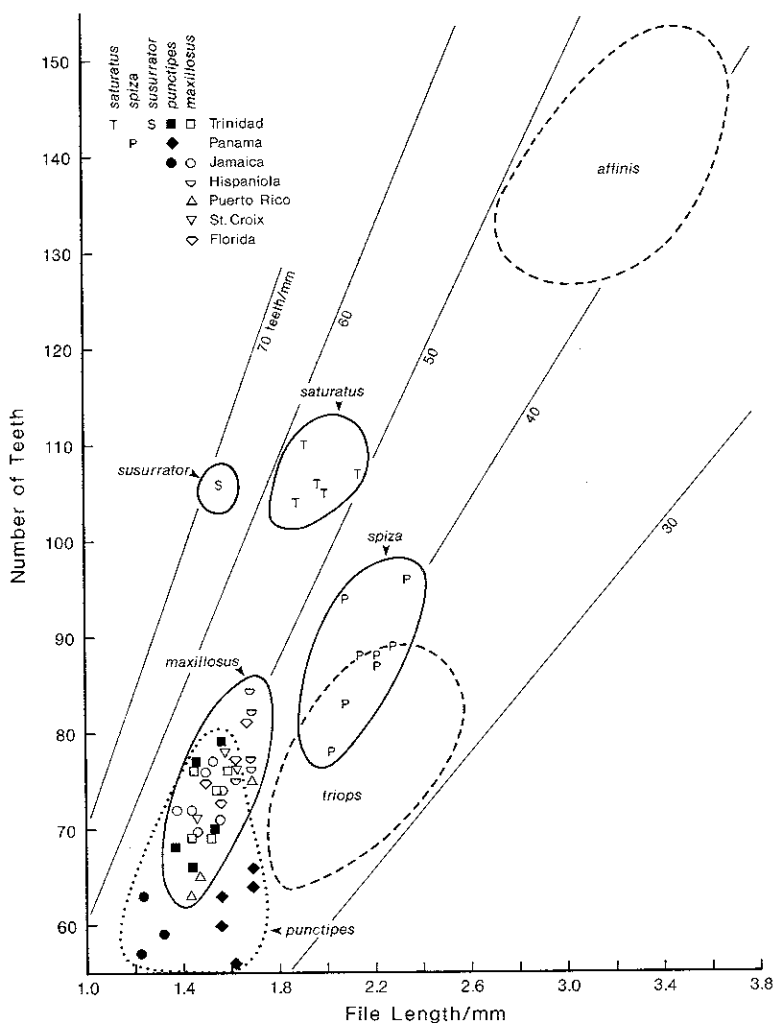 150
140
130
120
110
100
90
80
70
60
Number of Teeth
saturatus
spiza
susurrator
punctipes
maxillosus
T S Trinidad
P Panama
Jamaica
Hispaniola
Puerto Rico
St. Croix
Florida
affinis
70 teeth/mm
60
50
40
30
saturatus
T
T
T
T
T
susurrator
S
spiza
P
P
P
P
P
P
P
P
maxillosus
triops
punctipes
1.0 1.4 1.8 2.2 2.6 3.0 3.4 3.8
File Length/mm